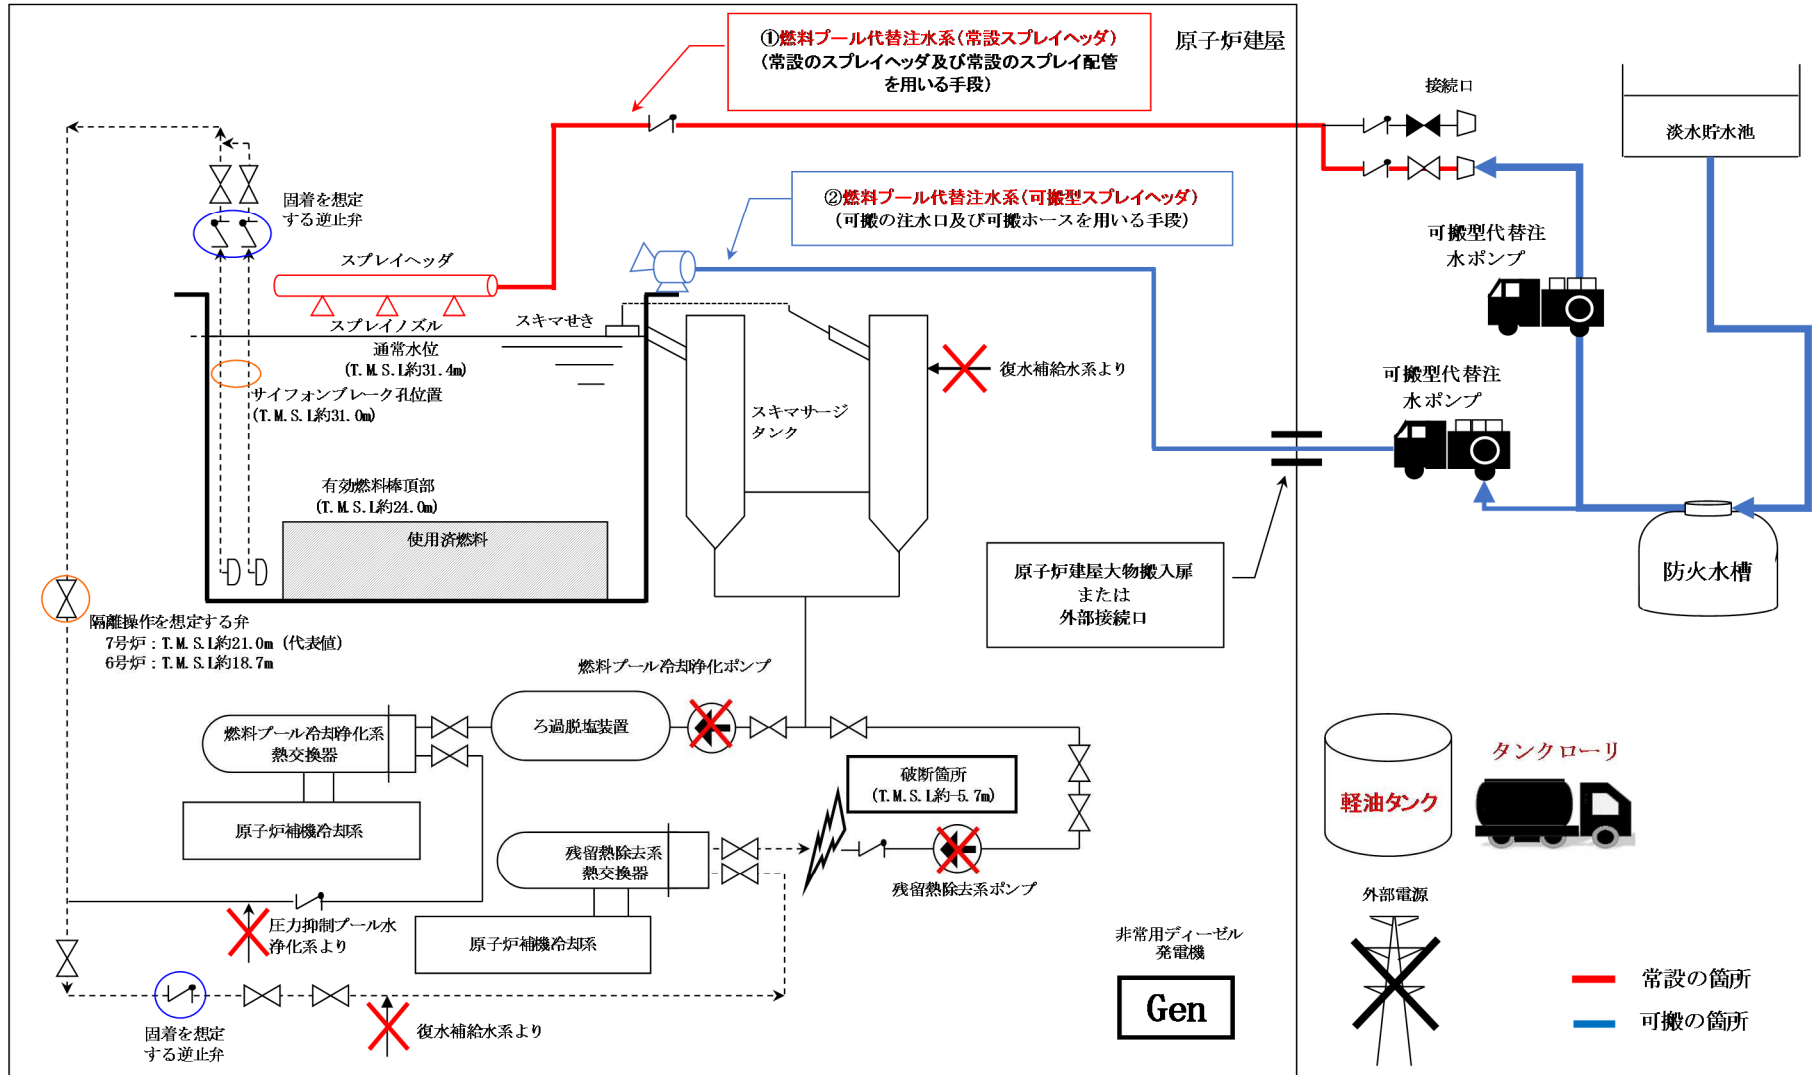 ①燃料プール代替注水系(常設スプレイヘッダ)
(常設のスプレイヘッダ及び常設のスプレイ配管
を用いる手段)
原子炉建屋
接続口
淡水貯水池
②燃料プール代替注水系(可搬型スプレイヘッダ)
(可搬の注水口及び可搬ホースを用いる手段)
固着を想定
する逆止弁
可搬型代替注
水ポンプ
スプレイヘッダ
スプレイノズル
スキマせき
通常水位
(T.M.S.L約31.4m)
サイフォンブレーク孔位置
(T.M.S.L約31.0m)
復水補給水系より
可搬型代替注
水ポンプ
スキマサージ
タンク
有効燃料棒頂部
(T.M.S.L約24.0m)
使用済燃料
原子炉建屋大物搬入扉
または
外部接続口
防火水槽
隔離操作を想定する弁
7号炉：T.M.S.L約21.0m (代表値)
6号炉：T.M.S.L約18.7m
燃料プール冷却浄化ポンプ
ろ過脱塩装置
燃料プール冷却浄化系
熱交換器
原子炉補機冷却系
破断箇所
(T.M.S.L約-5.7m)
タンクローリ
軽油タンク
残留熱除去系
熱交換器
残留熱除去系ポンプ
外部電源
圧力抑制プール水
浄化系より
原子炉補機冷却系
非常用ディーゼル
発電機
Gen
常設の箇所
可搬の箇所
固着を想定
する逆止弁
復水補給水系より